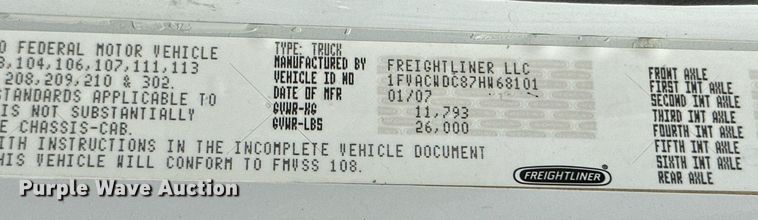 O FEDERAL MOTOR VEHICLE
,104,106,107,111,113
208,209,210 & 302.
STANDARDS APPLICABLE TO
IS NOT SUBSTANTIALLY
E CHASSIS-CAB.
ITH INSTRUCTIONS IN THE INCOMPLETE VEHICLE DOCUMENT
HIS VEHICLE WILL CONFORM TO FMVSS 108.
TYPE: TRUCK
MANUFACTURED BY FREIGHTLINER LLC
VEHICLE ID NO 1FVACWDC87HW68101
DATE OF MFR 01/07
GVWR-KG 11,793
GVWR-LBS 26,000
FREIGHTLINER
FRONT AXLE
FIRST INT AXLE
SECOND INT AXLE
THIRD INT AXLE
FOURTH INT AXLE
FIFTH INT AXLE
SIXTH INT AXLE
REAR AXLE
Purple Wave Auction